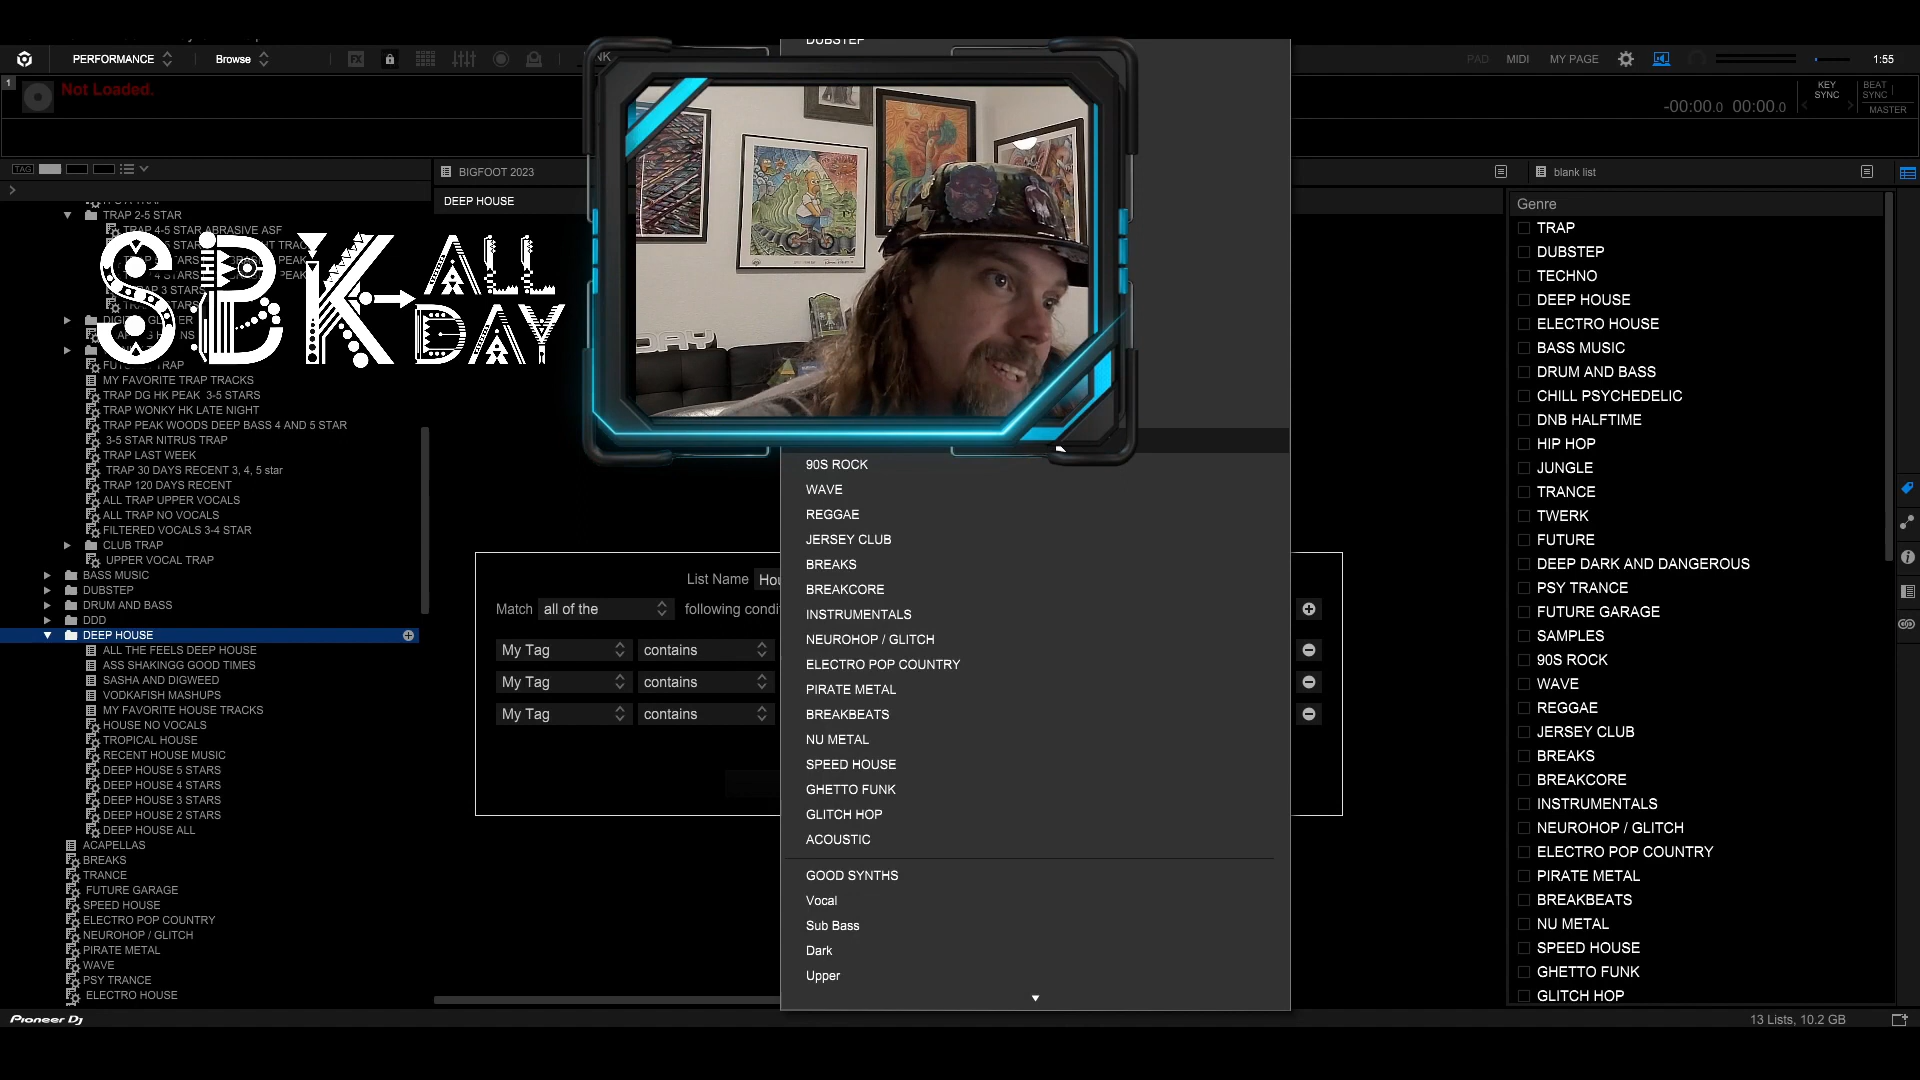 DUBSTEP
PERFORMANCE
Browse
FX
NK
PAD
MIDI
MY PAGE
1:55
1
Not Loaded.
-00:00.0 00:00.0
KEY SYNC
BEAT SYNC
MASTER
TAG
BIGFOOT 2023
blank list
DEEP HOUSE
TRAP 2-5 STAR
TRAP 4-5 STAR ABRASIVE ASF
SBK ALL DAY
MY FAVORITE TRAP TRACKS
TRAP DG HK PEAK 3-5 STARS
TRAP WONKY HK LATE NIGHT
TRAP PEAK WOODS DEEP BASS 4 AND 5 STAR
3-5 STAR NITRUS TRAP
TRAP LAST WEEK
TRAP 30 DAYS RECENT 3, 4, 5 star
TRAP 120 DAYS RECENT
ALL TRAP UPPER VOCALS
ALL TRAP NO VOCALS
FILTERED VOCALS 3-4 STAR
CLUB TRAP
UPPER VOCAL TRAP
BASS MUSIC
DUBSTEP
DRUM AND BASS
DDD
DEEP HOUSE
ALL THE FEELS DEEP HOUSE
ASS SHAKINGG GOOD TIMES
SASHA AND DIGWEED
VODKAFISH MASHUPS
MY FAVORITE HOUSE TRACKS
HOUSE NO VOCALS
TROPICAL HOUSE
RECENT HOUSE MUSIC
DEEP HOUSE 5 STARS
DEEP HOUSE 4 STARS
DEEP HOUSE 3 STARS
DEEP HOUSE 2 STARS
DEEP HOUSE ALL
ACAPELLAS
BREAKS
TRANCE
FUTURE GARAGE
SPEED HOUSE
ELECTRO POP COUNTRY
NEUROHOP / GLITCH
PIRATE METAL
WAVE
PSY TRANCE
ELECTRO HOUSE
List Name Hou
Match all of the following condi
My Tag contains
My Tag contains
My Tag contains
90S ROCK
WAVE
REGGAE
JERSEY CLUB
BREAKS
BREAKCORE
INSTRUMENTALS
NEUROHOP / GLITCH
ELECTRO POP COUNTRY
PIRATE METAL
BREAKBEATS
NU METAL
SPEED HOUSE
GHETTO FUNK
GLITCH HOP
ACOUSTIC
GOOD SYNTHS
Vocal
Sub Bass
Dark
Upper
Genre
TRAP
DUBSTEP
TECHNO
DEEP HOUSE
ELECTRO HOUSE
BASS MUSIC
DRUM AND BASS
CHILL PSYCHEDELIC
DNB HALFTIME
HIP HOP
JUNGLE
TRANCE
TWERK
FUTURE
DEEP DARK AND DANGEROUS
PSY TRANCE
FUTURE GARAGE
SAMPLES
90S ROCK
WAVE
REGGAE
JERSEY CLUB
BREAKS
BREAKCORE
INSTRUMENTALS
NEUROHOP / GLITCH
ELECTRO POP COUNTRY
PIRATE METAL
BREAKBEATS
NU METAL
SPEED HOUSE
GHETTO FUNK
GLITCH HOP
Pioneer Dj
13 Lists, 10.2 GB